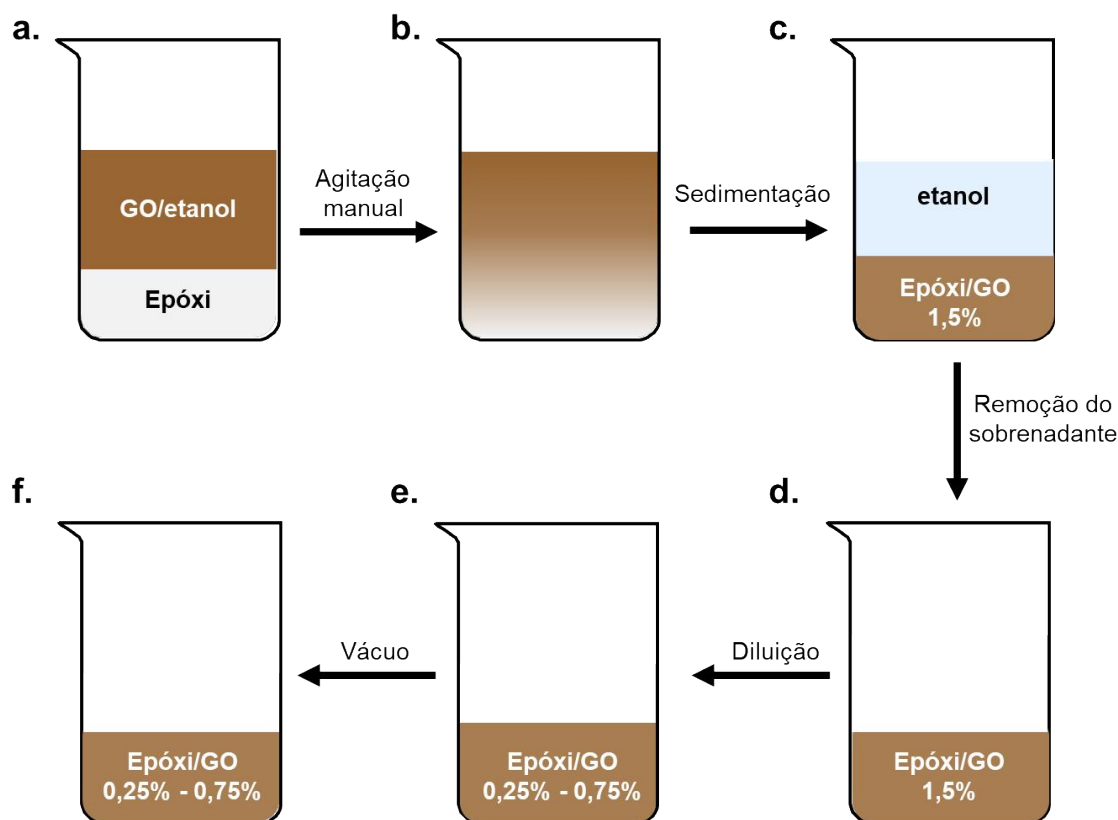 a.
GO/etanol
Epóxi
Agitação
manual
b.
Sedimentação
c.
etanol
Epóxi/GO
1,5%
Remoção do
sobrenadante
d.
Epóxi/GO
1,5%
Diluição
e.
Epóxi/GO
0,25% - 0,75%
Vácuo
f.
Epóxi/GO
0,25% - 0,75%